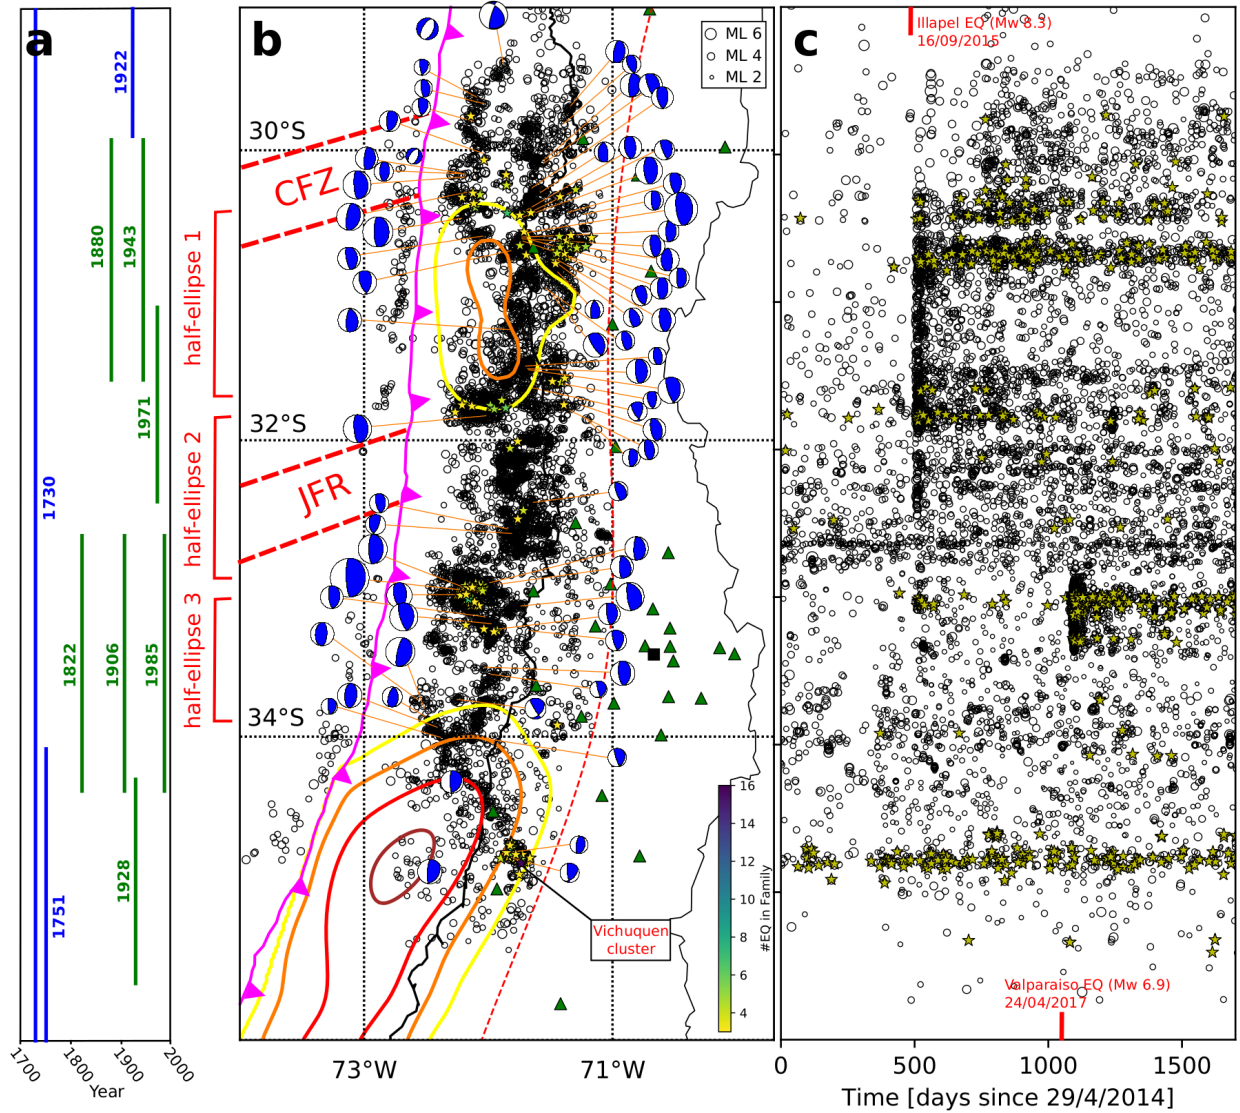 a
1922
1880
1943
1971
1730
1822
1906
1985
1928
1751
1700
1800
1900
2000
Year
b
ML 6
ML 4
ML 2
30°S
CFZ
half-ellipse 1
32°S
JFR
half-ellipse 2
half-ellipse 3
34°S
16
14
12
10
8
6
4
#EQ in Family
Vichuquen
cluster
73°W
71°W
c
Illapel EQ (Mw 8.3)
16/09/2015
Valparaiso EQ (Mw 6.9)
24/04/2017
0
500
1000
1500
Time [days since 29/4/2014]